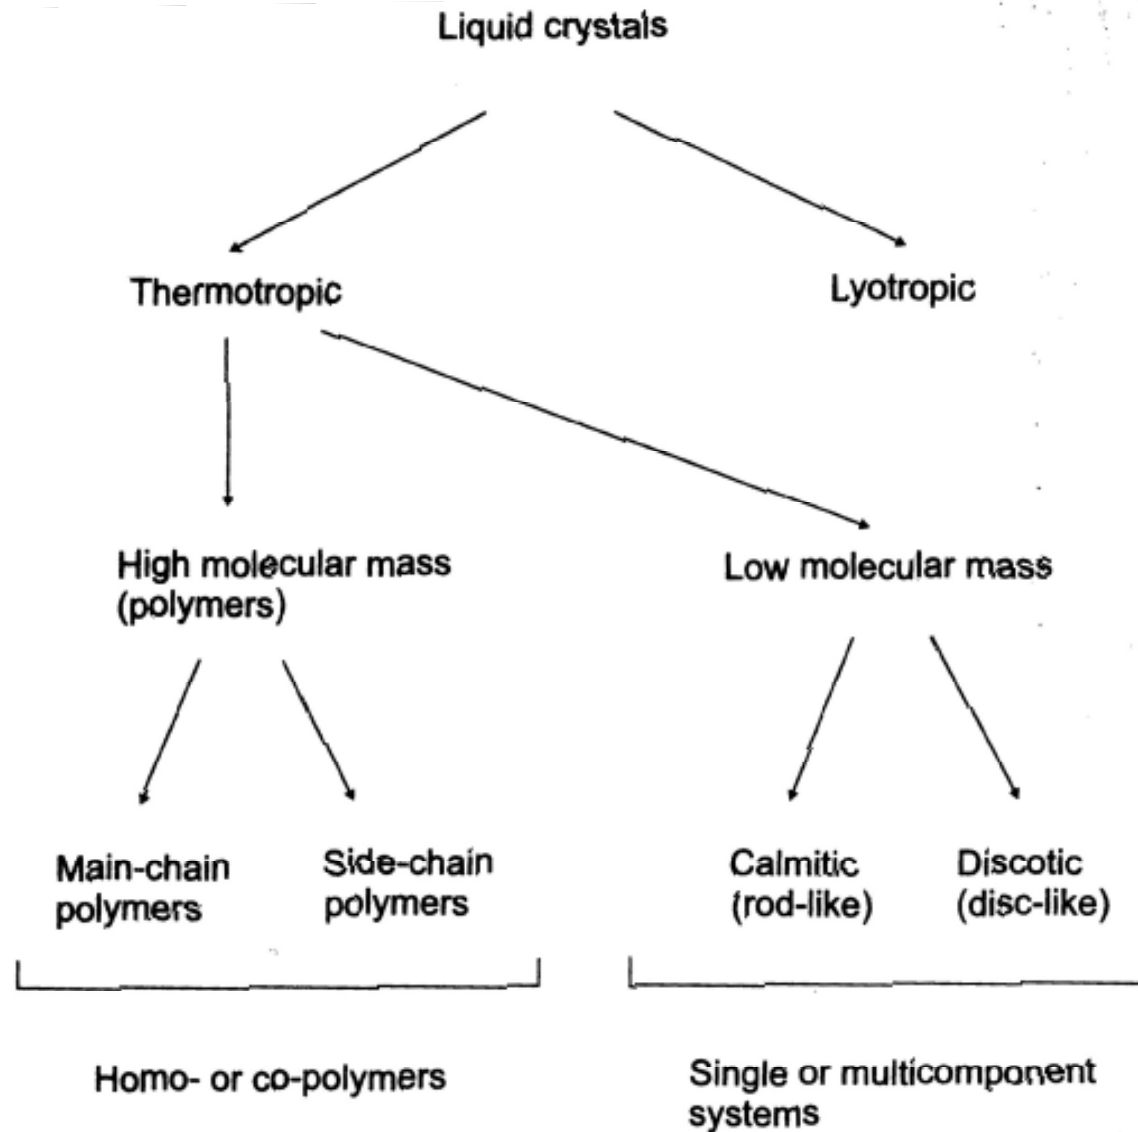 Liquid crystals
Thermotropic
Lyotropic
High molecular mass
(polymers)
Low molecular mass
Main-chain
polymers
Side-chain
polymers
Calmitic
(rod-like)
Discotic
(disc-like)
Homo- or co-polymers
Single or multicomponent
systems